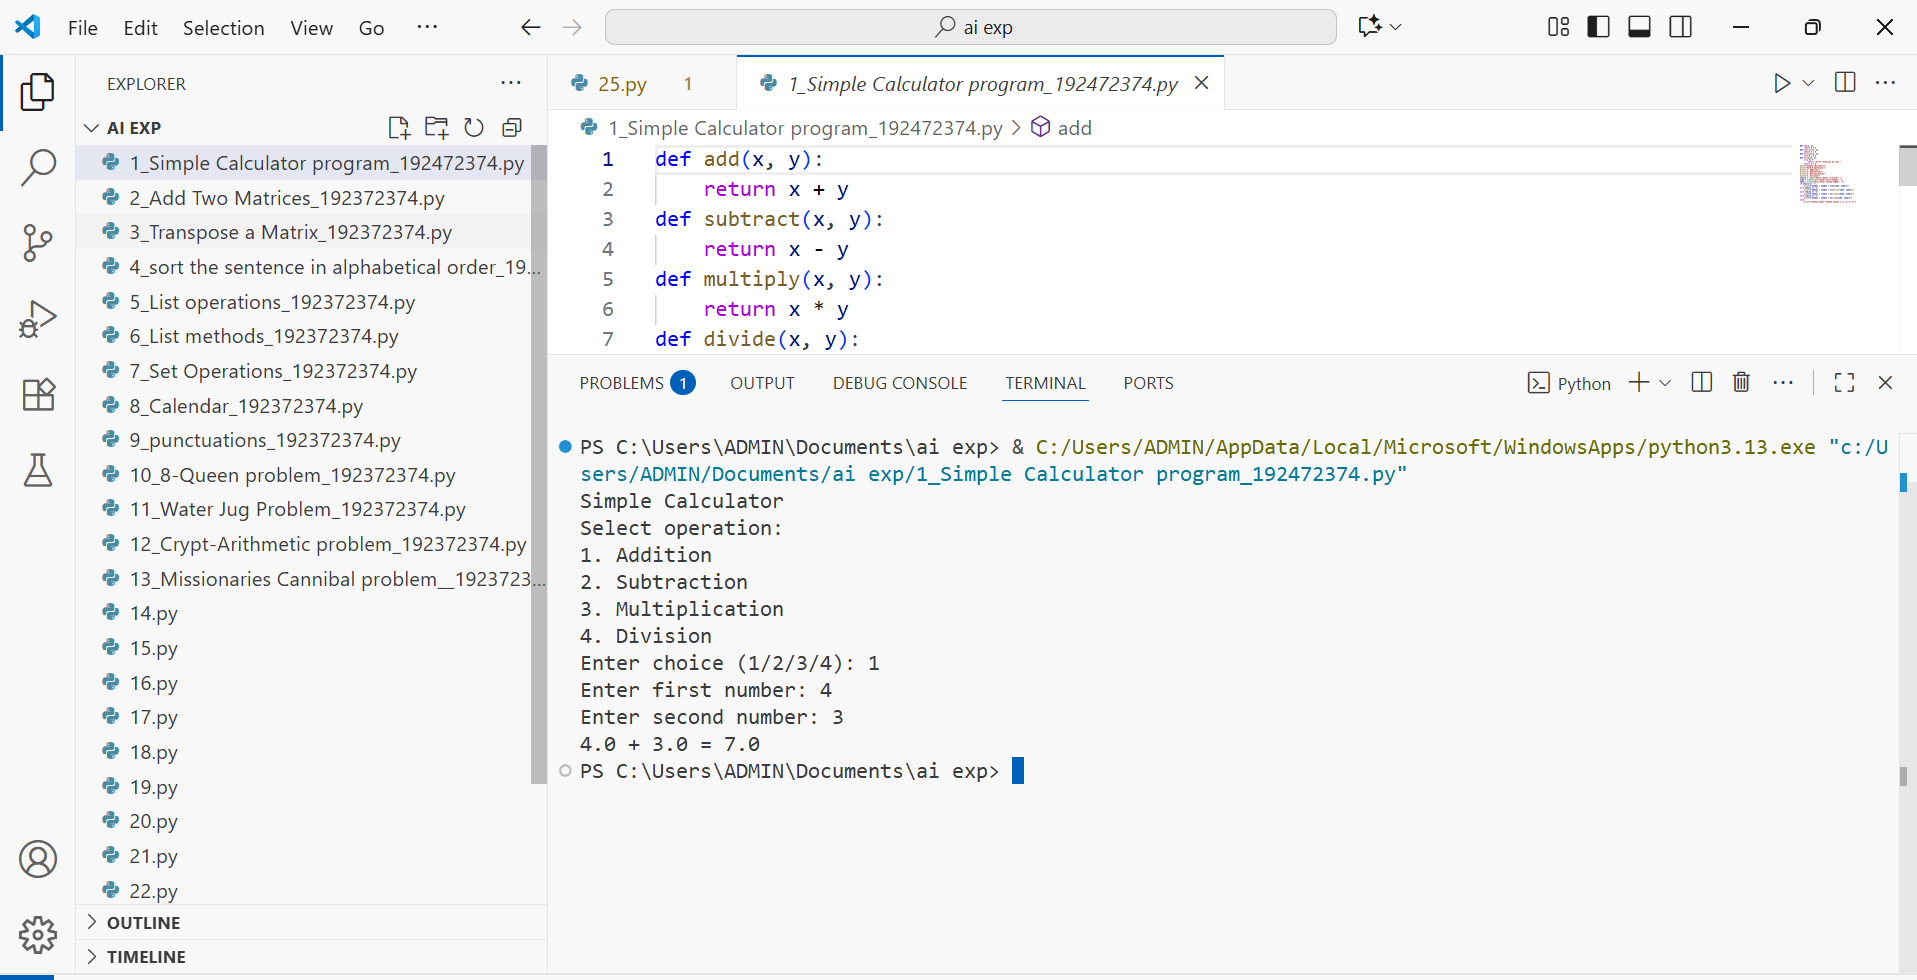 File Edit Selection View Go ···
ai exp
EXPLORER
AI EXP
1_Simple Calculator program_192472374.py
2_Add Two Matrices_192372374.py
3_Transpose a Matrix_192372374.py
4_sort the sentence in alphabetical order_19...
5_List operations_192372374.py
6_List methods_192372374.py
7_Set Operations_192372374.py
8_Calendar_192372374.py
9_punctuations_192372374.py
10_8-Queen problem_192372374.py
11_Water Jug Problem_192372374.py
12_Crypt-Arithmetic problem_192372374.py
13_Missionaries Cannibal problem__1923723...
14.py
15.py
16.py
17.py
18.py
19.py
20.py
21.py
22.py
OUTLINE
TIMELINE
25.py 1
1_Simple Calculator program_192472374.py
1_Simple Calculator program_192472374.py > add
1 def add(x, y):
2 return x + y
3 def subtract(x, y):
4 return x - y
5 def multiply(x, y):
6 return x * y
7 def divide(x, y):
PROBLEMS 1 OUTPUT DEBUG CONSOLE TERMINAL PORTS
Python
PS C:\Users\ADMIN\Documents\ai exp> & C:/Users/ADMIN/AppData/Local/Microsoft/WindowsApps/python3.13.exe "c:/U
sers/ADMIN/Documents/ai exp/1_Simple Calculator program_192472374.py"
Simple Calculator
Select operation:
1. Addition
2. Subtraction
3. Multiplication
4. Division
Enter choice (1/2/3/4): 1
Enter first number: 4
Enter second number: 3
4.0 + 3.0 = 7.0
PS C:\Users\ADMIN\Documents\ai exp>